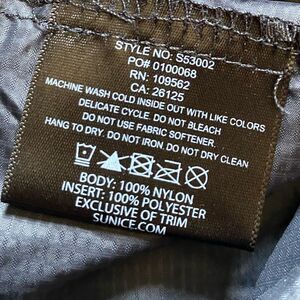 STYLE NO: S53002
PO# 0100068
RN: 109562
CA: 26125
MACHINE WASH COLD INSIDE OUT WITH LIKE COLORS
DELICATE CYCLE. DO NOT BLEACH
DO NOT USE FABRIC SOFTENER.
HANG TO DRY. DO NOT IRON. DO NOT DRY CLEAN
BODY: 100% NYLON
INSERT: 100% POLYESTER
EXCLUSIVE OF TRIM
SUNICE.COM